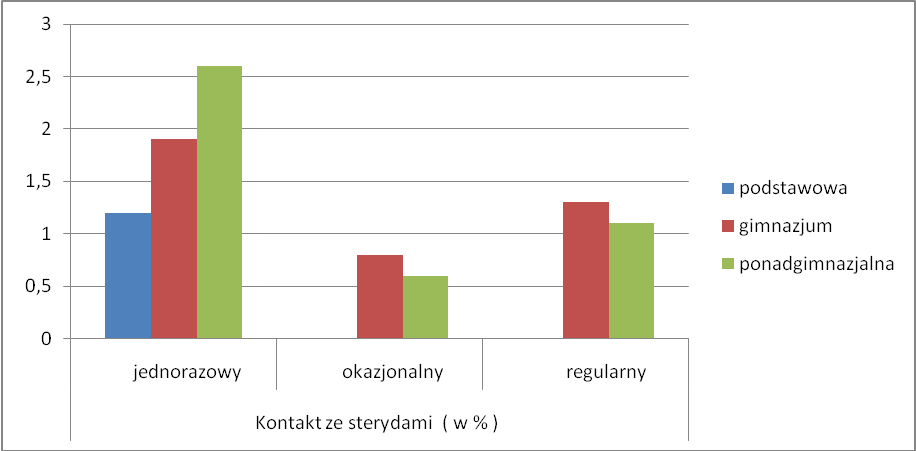 3
2,5
2
1,5
1
0,5
0
jednorazowy okazjonalny regularny
Kontakt ze sterydami ( w % )
podstawowa
gimnazjum
ponadgimnazjalna